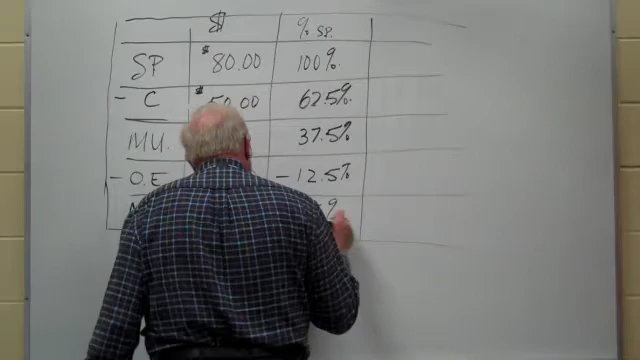 $ % SP.
SP $ 80.00 100%
- C $ 50.00 62.5%
MU. 37.5%
- O.E - 12.5%
%